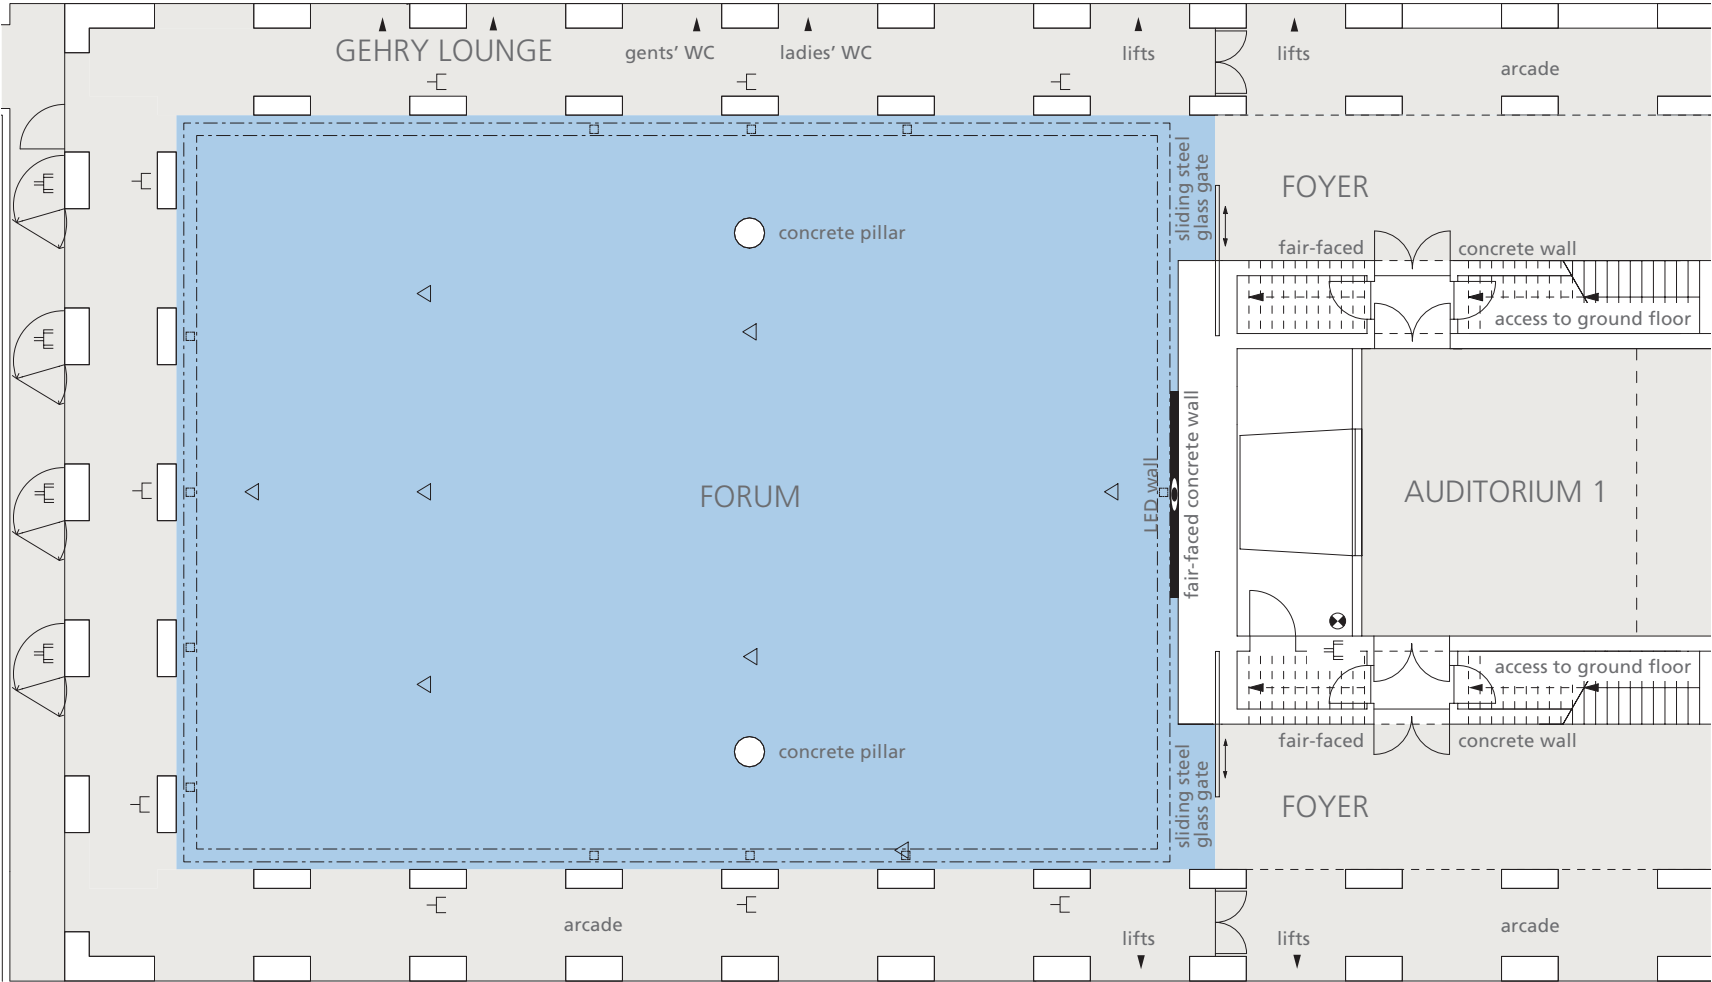 GEHRY LOUNGE
gents’ WC
ladies’ WC
lifts
lifts
arcade
sliding steel
glass gate
FOYER
concrete pillar
fair-faced
concrete wall
access to ground floor
FORUM
LED wall
fair-faced concrete wall
AUDITORIUM 1
access to ground floor
fair-faced
concrete wall
concrete pillar
sliding steel
glass gate
FOYER
arcade
lifts
lifts
arcade